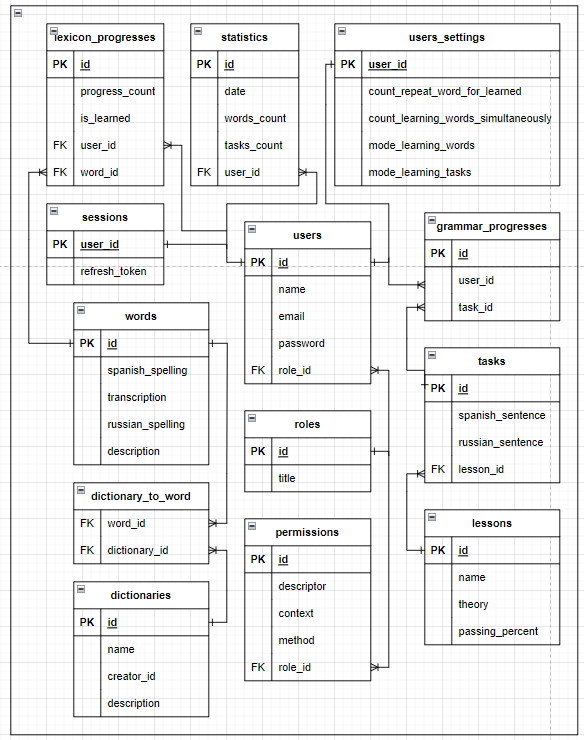 lexicon_progresses
PK id
progress_count
is_learned
FK user_id
FK word_id
statistics
PK id
date
words_count
tasks_count
FK user_id
users_settings
PK user_id
count_repeat_word_for_learned
count_learning_words_simultaneously
mode_learning_words
mode_learning_tasks
sessions
PK user_id
refresh_token
users
PK id
name
email
password
FK role_id
grammar_progresses
PK id
user_id
task_id
words
PK id
spanish_spelling
transcription
russian_spelling
description
tasks
PK id
spanish_sentence
russian_sentence
FK lesson_id
roles
PK id
title
dictionary_to_word
FK word_id
FK dictionary_id
permissions
PK id
descriptor
context
method
FK role_id
lessons
PK id
name
theory
passing_percent
dictionaries
PK id
name
creator_id
description